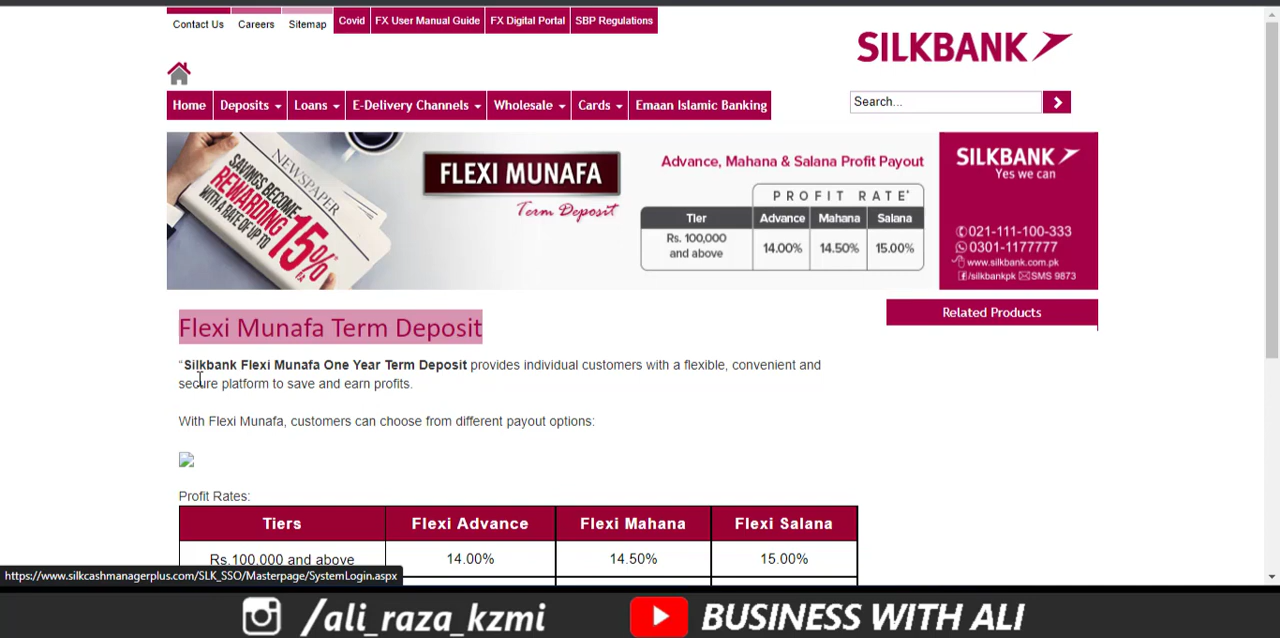 Contact Us Careers Sitemap Covid FX User Manual Guide FX Digital Portal SBP Regulations
SILKBANK
Home Deposits Loans E-Delivery Channels Wholesale Cards Emaan Islamic Banking
Search...
NEWSPAPER
SAVINGS BECOME
REWARDING
WITH A RATE OF UP TO
15%*
FLEXI MUNAFA
Term Deposit
Advance, Mahana & Salana Profit Payout
PROFIT RATE*
Tier Advance Mahana Salana
Rs. 100,000
and above 14.00% 14.50% 15.00%
SILKBANK
Yes we can
021-111-100-333
0301-1177777
www.silkbank.com.pk
/silkbankpk SMS 9873
Related Products
Flexi Munafa Term Deposit
“Silkbank Flexi Munafa One Year Term Deposit provides individual customers with a flexible, convenient and
secure platform to save and earn profits.
With Flexi Munafa, customers can choose from different payout options:
Profit Rates:
Tiers Flexi Advance Flexi Mahana Flexi Salana
Rs.100,000 and above 14.00% 14.50% 15.00%
https://www.silkcashmanagerplus.com/SLK_SSO/Masterpage/SystemLogin.aspx
/ali_raza_kzmi BUSINESS WITH ALI